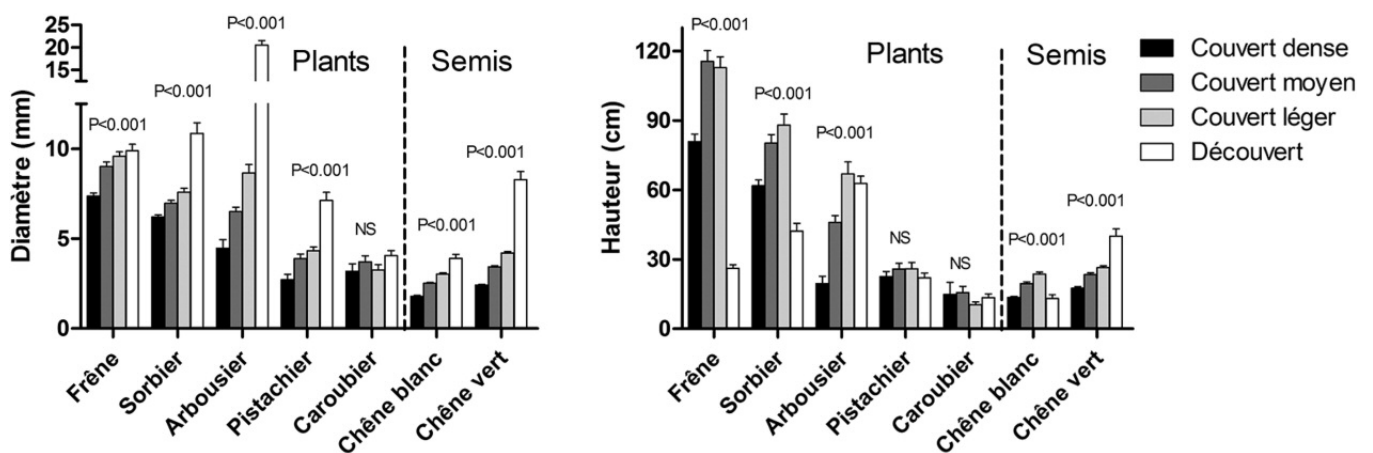 Diamètre (mm)
25
20
15
10
5
0
P<0.001
P<0.001
P<0.001
P<0.001
NS
P<0.001
P<0.001
Plants
Semis
Frêne
Sorbier
Arbousier
Pistachier
Caroubier
Chêne blanc
Chêne vert
Hauteur (cm)
120
90
60
30
0
P<0.001
P<0.001
P<0.001
NS
NS
P<0.001
P<0.001
Plants
Semis
Frêne
Sorbier
Arbousier
Pistachier
Caroubier
Chêne blanc
Chêne vert
Couvert dense
Couvert moyen
Couvert léger
Découvert